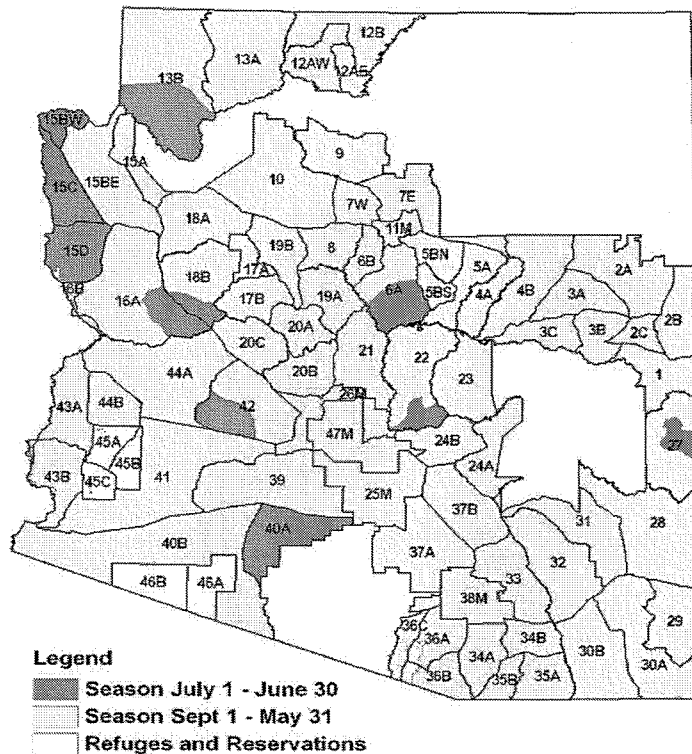 12B
13A
12AW
12AE
13B
15BW
15A
9
15C
15BE
10
7W
7E
18A
11M
15D
19B
8
6B
5BN
5A
2A
18B
17A
16A
17B
19A
6A
5BS
4A
4B
3A
2B
20A
3C
3B
2C
20C
21
22
1
44A
20B
23
43A
44B
42
26M
47M
27
45A
24B
43B
45B
41
45C
39
25M
24A
37B
31
28
40A
40B
37A
32
46B
46A
33
38M
29
36C
36A
34B
34A
30B
36B
35B
35A
30A
Legend
Season July 1 - June 30
Season Sept 1 - May 31
Refuges and Reservations